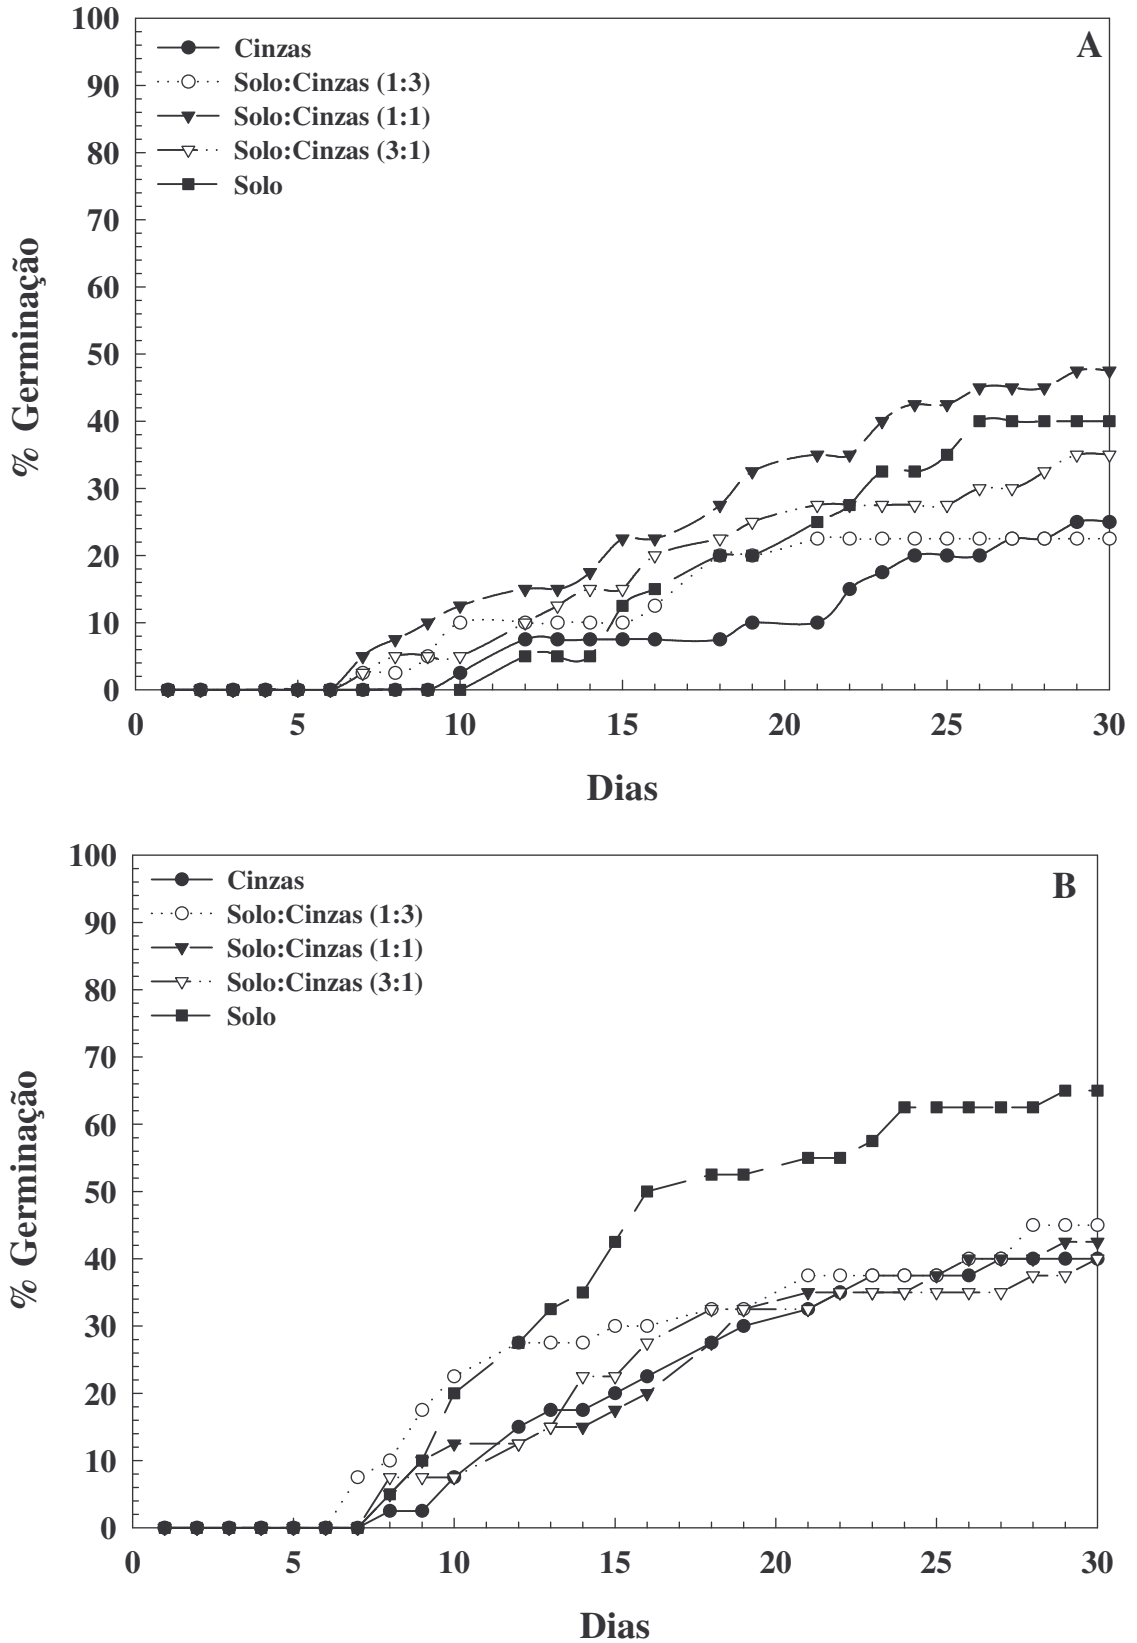 100
90
80
70
60
50
40
30
20
10
0
% Germinação
Cinzas
Solo:Cinzas (1:3)
Solo:Cinzas (1:1)
Solo:Cinzas (3:1)
Solo
A
0 5 10 15 20 25 30
Dias
100
90
80
70
60
50
40
30
20
10
0
% Germinação
Cinzas
Solo:Cinzas (1:3)
Solo:Cinzas (1:1)
Solo:Cinzas (3:1)
Solo
B
0 5 10 15 20 25 30
Dias